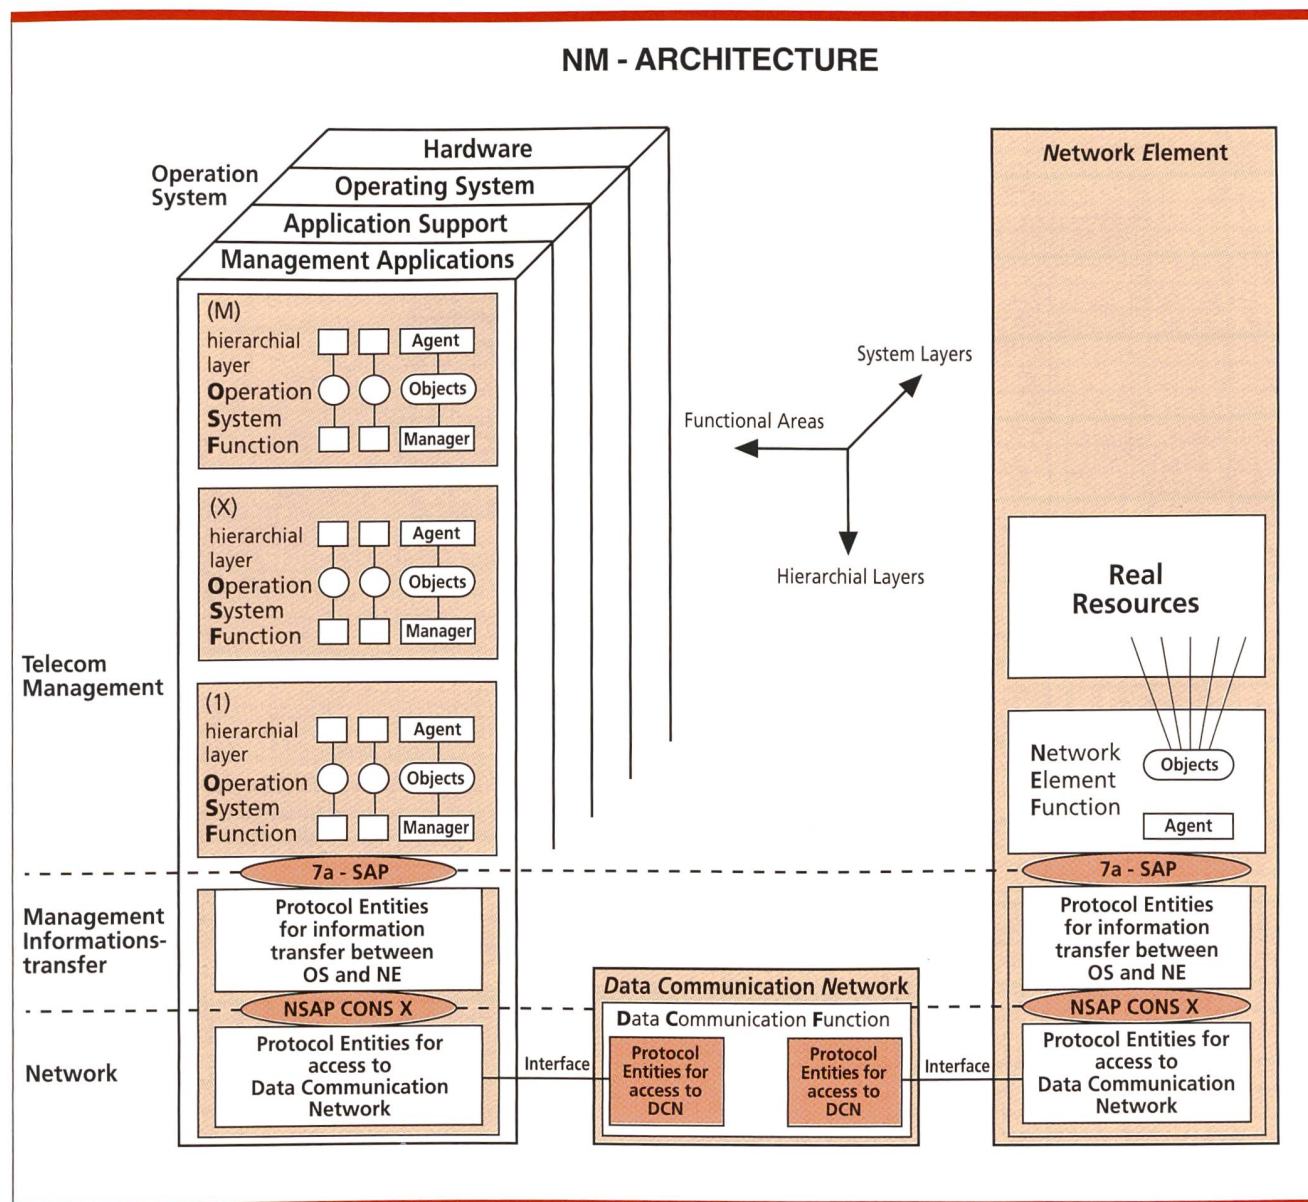 NM - ARCHITECTURE
Operation
System
Hardware
Operating System
Application Support
Management Applications
(M)
hierarchial
layer
Operation
System
Function
Agent
Objects
Manager
(X)
hierarchial
layer
Operation
System
Function
Agent
Objects
Manager
(1)
hierarchial
layer
Operation
System
Function
Agent
Objects
Manager
System Layers
Functional Areas
Hierarchial Layers
Network Element
Real
Resources
Network
Element
Function
Objects
Agent
Telecom
Management
7a - SAP
7a - SAP
Management
Informations-
transfer
Protocol Entities
for information
transfer between
OS and NE
Protocol Entities
for information
transfer between
OS and NE
NSAP CONS X
NSAP CONS X
Network
Protocol Entities for
access to
Data Communication
Network
Interface
Data Communication Network
Data Communication Function
Protocol
Entities for
access to
DCN
Protocol
Entities for
access to
DCN
Interface
Protocol Entities for
access to
Data Communication
Network